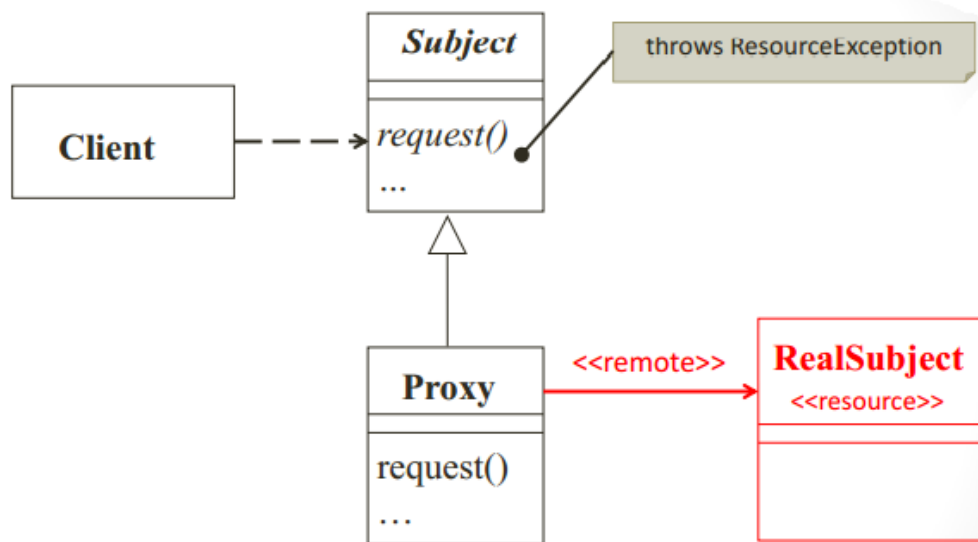 Subject
throws ResourceException
Client
request()
...
<<remote>>
RealSubject
<<resource>>
Proxy
request()
...